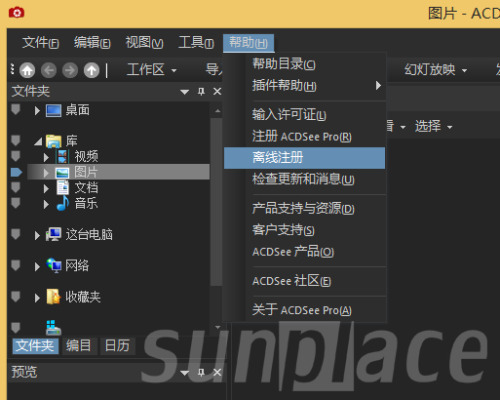 图片 - ACD
文件(F) 编辑(E) 视图(V) 工具(T) 帮助(H)
工作区 导入 幻灯放映
文件夹
桌面
库
视频
图片
文档
音乐
这台电脑
网络
收藏夹
帮助目录(C)
插件帮助(H)
输入许可证(L)
注册 ACDSee Pro(R)
离线注册
检查更新和消息(U)
产品支持与资源(D)
客户支持(S)
ACDSee 产品(O)
ACDSee 社区(E)
关于 ACDSee Pro(A)
选择
文件夹 编目 日历
预览
sunplace